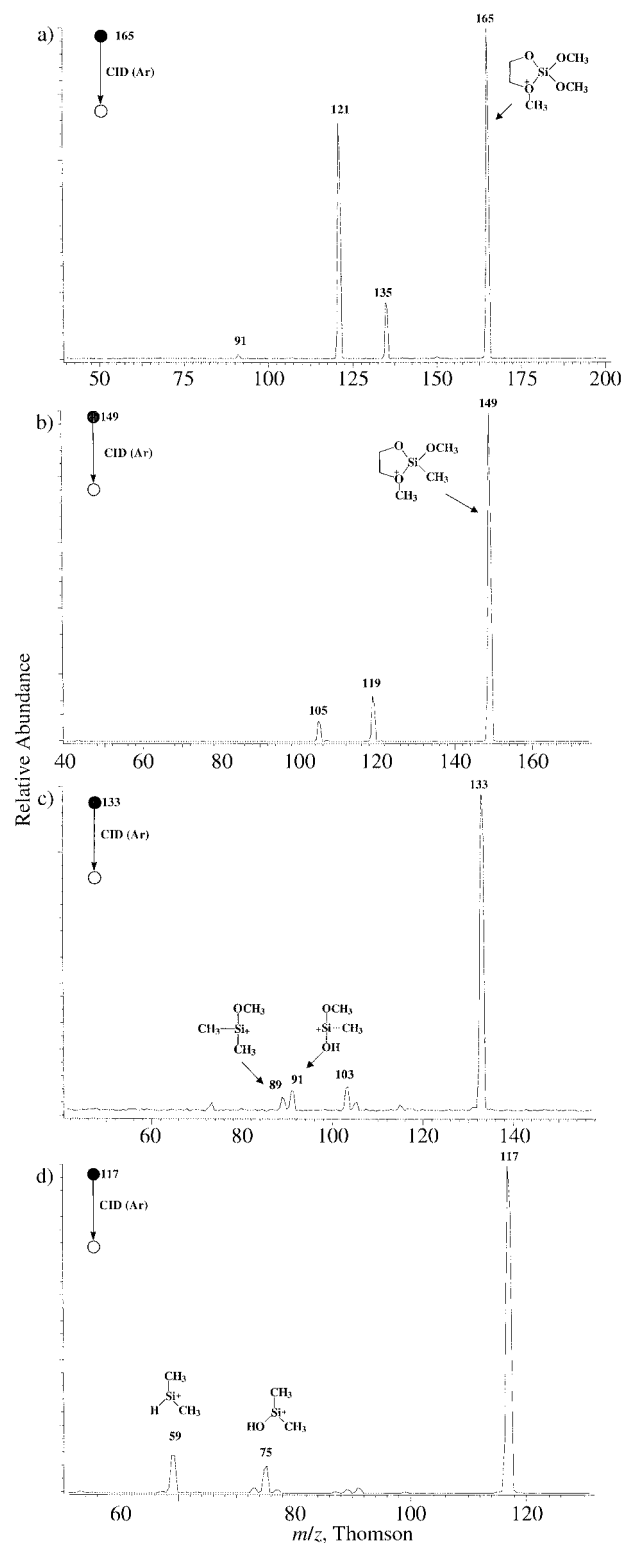 a)
165
CID (Ar)
165
O
OCH₃
Si
OCH₃
O
+
CH₃
121
135
91
50 75 100 125 150 175 200
b)
149
CID (Ar)
149
O
OCH₃
Si
CH₃
O
+
CH₃
119
105
40 60 80 100 120 140 160
Relative Abundance
c)
133
CID (Ar)
133
OCH₃
CH₃ Si+
CH₃
OCH₃
+Si CH₃
OH
89 91 103
60 80 100 120 140
d)
117
CID (Ar)
117
CH₃
Si+
H CH₃
59
CH₃
Si+
HO CH₃
75
60 80 100 120
m/z, Thomson